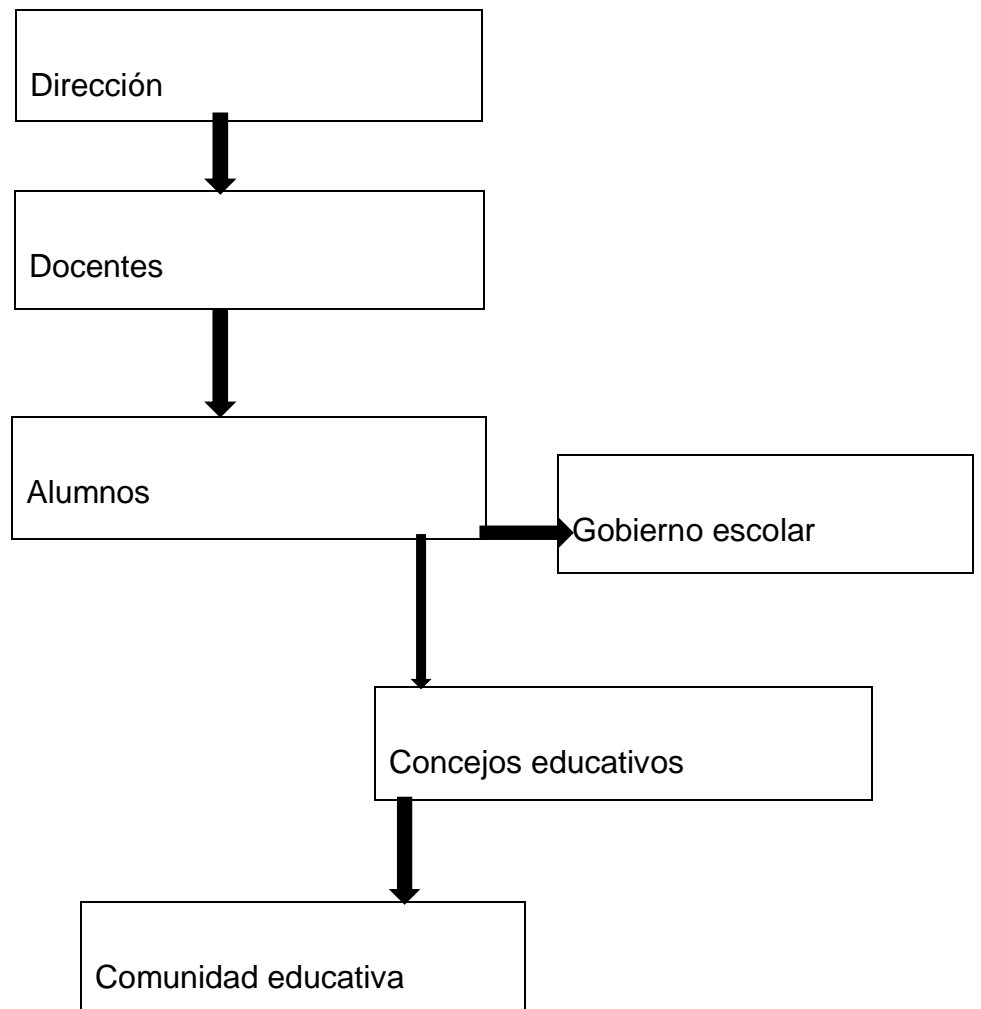 Dirección
Docentes
Alumnos
Gobierno escolar
Concejos educativos
Comunidad educativa